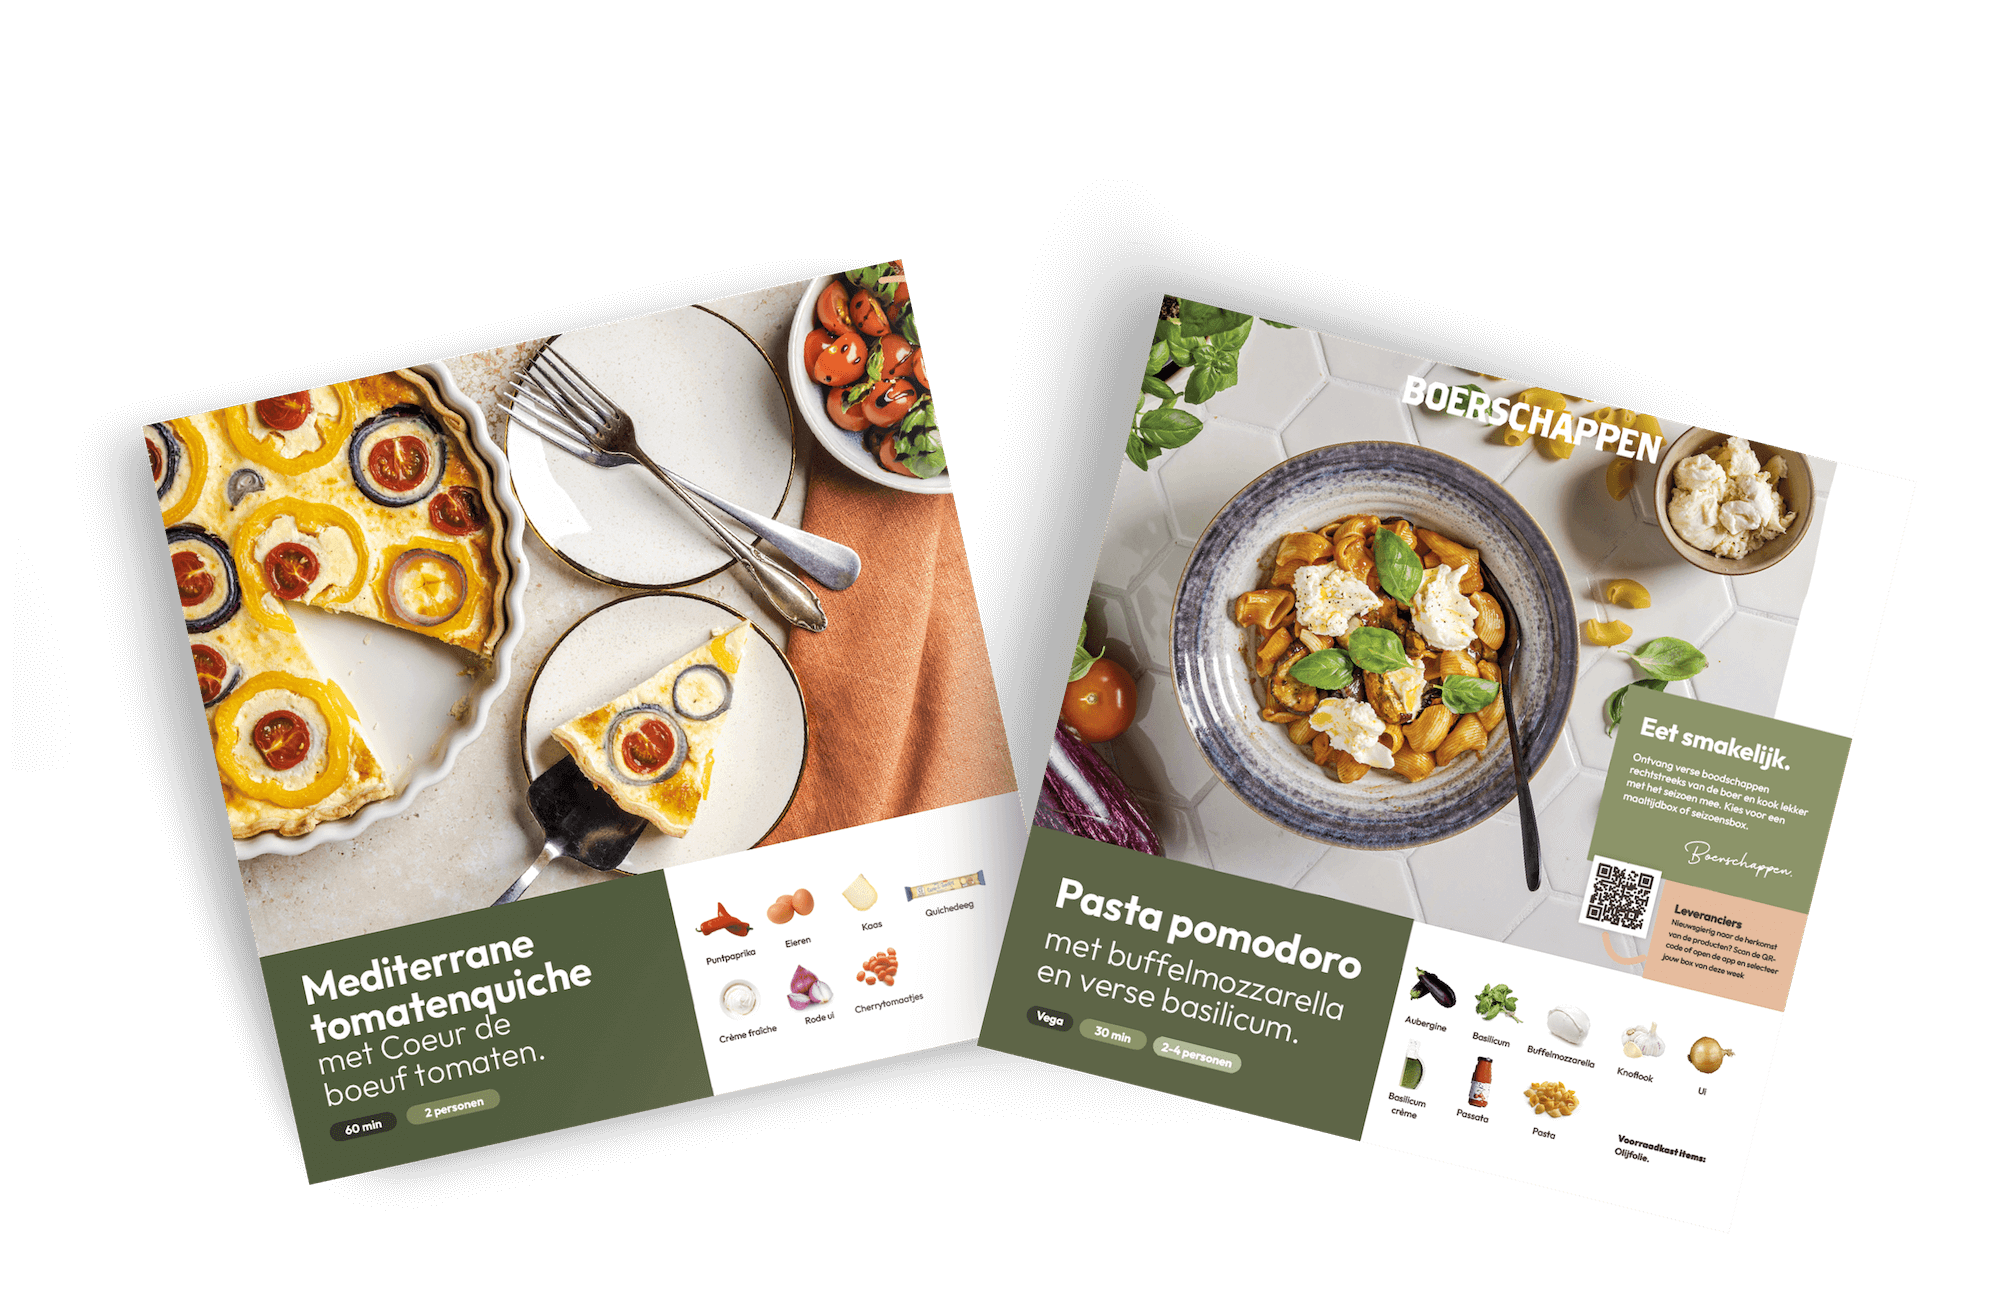 Mediterrane
tomatenquiche
met Coeur de
boeuf tomaten.
60 min
2 personen
Puntpaprika
Eieren
Kaas
Quichedeeg
Crème fraîche
Rode ui
Cherrytomaatjes
BOERSCHAPPEN
Eet smakelijk.
Ontvang verse boodschappen
rechtstreeks van de boer en kook lekker
met het seizoen mee. Kies voor een
maaltijdbox of seizoensbox.
Boerschappen.
Leveranciers
Nieuwsgierig naar de herkomst
van de producten? Scan de QR-
code of open de app en selecteer
jouw box van deze week
Pasta pomodoro
met buffelmozzarella
en verse basilicum.
Vega
30 min
2-4 personen
Aubergine
Basilicum
Buffelmozzarella
Knoflook
Ui
Basilicum
crème
Passata
Pasta
Voorraadkast items:
Olijfolie.